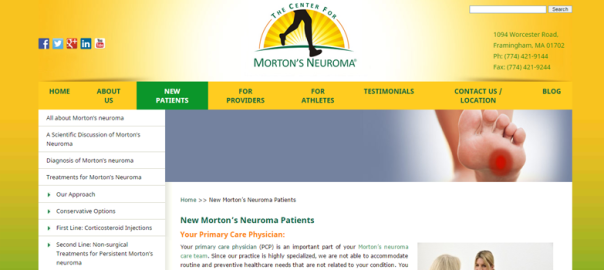 THE CENTER FOR
MORTON'S NEUROMA®
Search
1094 Worcester Road,
Framingham, MA 01702
Ph: (774) 421-9144
Fax: (774) 421-9244
HOME
ABOUT
US
NEW
PATIENTS
FOR
PROVIDERS
FOR
ATHLETES
TESTIMONIALS
CONTACT US /
LOCATION
BLOG
All about Morton's neuroma
A Scientific Discussion of Morton's
Neuroma
Diagnosis of Morton's neuroma
Treatments for Morton's Neuroma
Our Approach
Conservative Options
First Line: Corticosteroid Injections
Second Line: Non-surgical
Treatments for Persistent Morton's
neuroma
Home >> New Morton's Neuroma Patients
New Morton's Neuroma Patients
Your Primary Care Physician:
Your primary care physician (PCP) is an important part of your Morton's neuroma
care team. Since our practice is highly specialized, we are not able to accommodate
routine and preventive healthcare needs that are not related to your condition. You